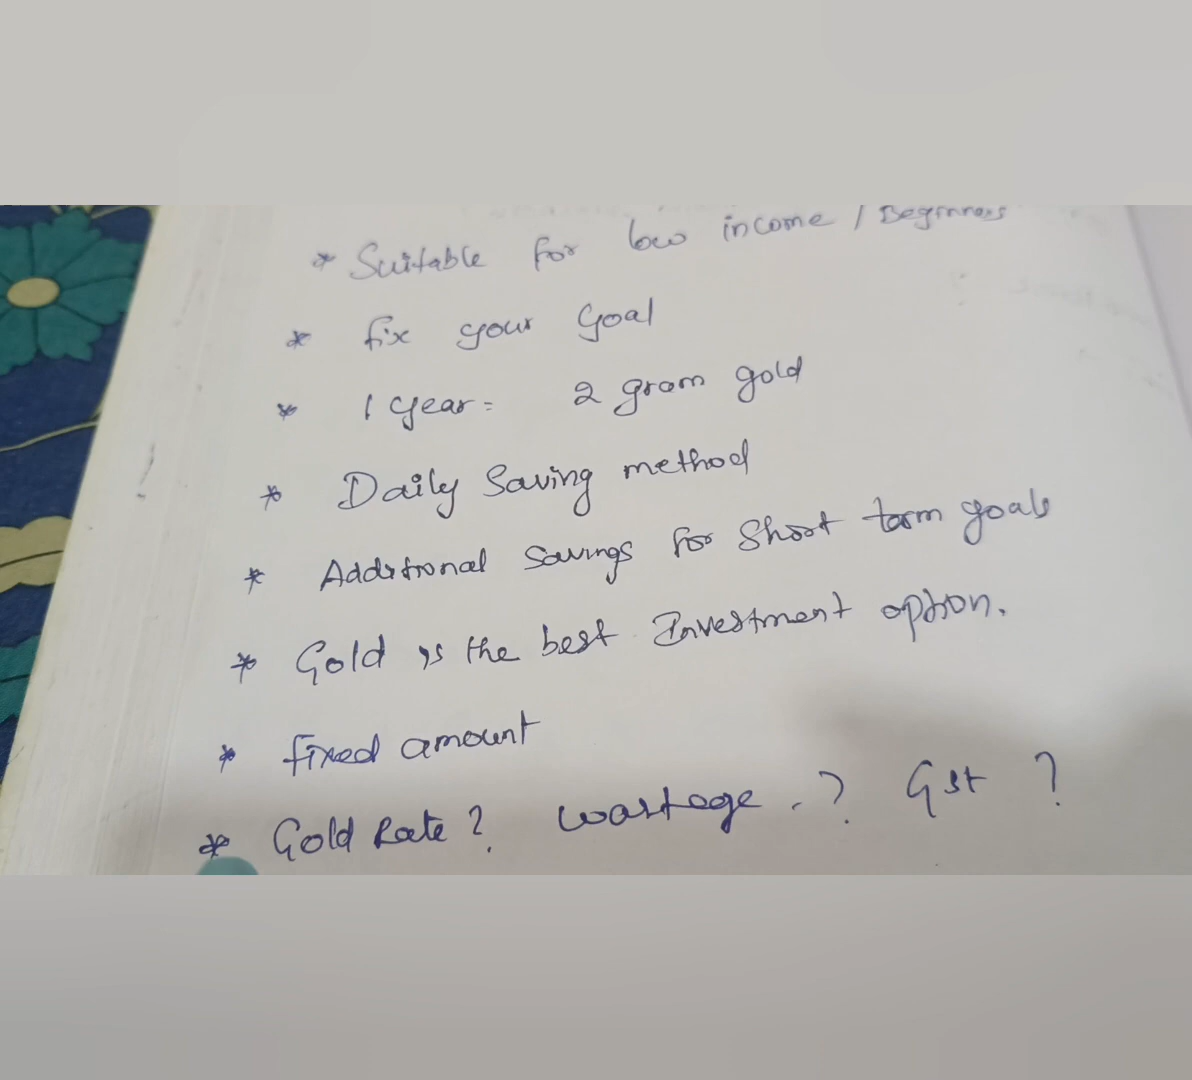 * Suitable for low income / Beginners
* fix your Goal
* 1 year = 2 gram gold
* Daily Saving method
* Additional Savings for Short term goals
* Gold is the best Investment option.
* fixed amount
* Gold Rate? wastage.? Gst ?